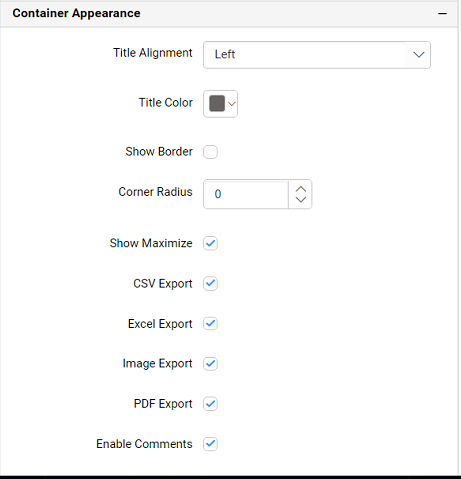 Container Appearance
Title Alignment Left
Title Color
Show Border
Corner Radius 0
Show Maximize
CSV Export
Excel Export
Image Export
PDF Export
Enable Comments